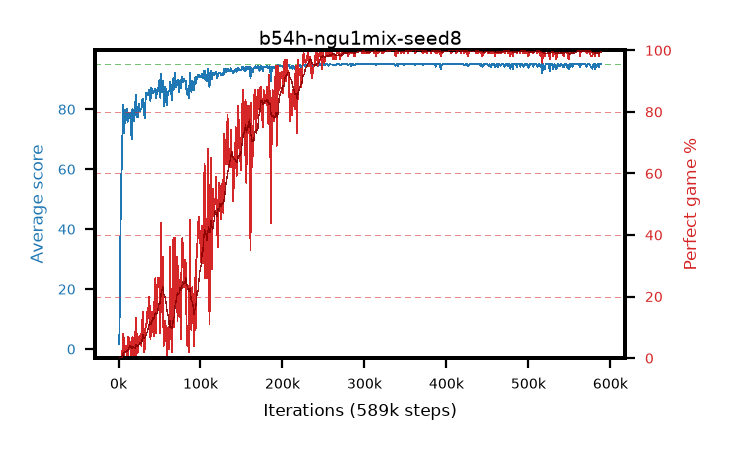 b54h-ngu1mix-seed8
Average score
80
60
40
20
0
100
80
60
40
20
0
Perfect game %
0k 100k 200k 300k 400k 500k 600k
Iterations (589k steps)